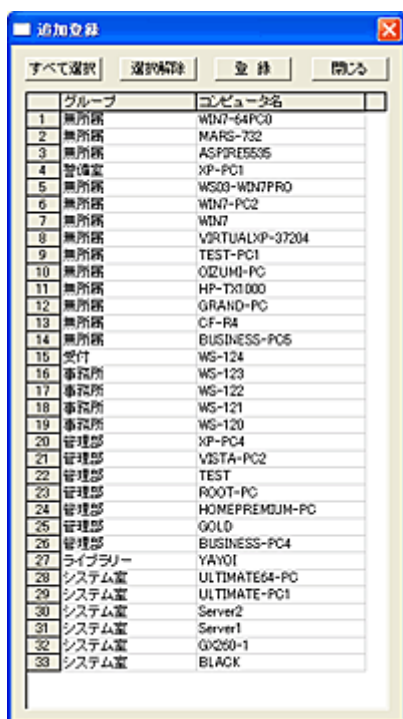 追加登録
すべて選択 選択解除 登 録 閉じる
グループ コンピュータ名
1 無所属 WIN7-64PC0
2 無所属 MARS-732
3 無所属 ASPIRE5535
4 警備室 XP-PC1
5 無所属 WS03-WIN7PRO
6 無所属 WIN7-PC2
7 無所属 WIN7
8 無所属 VIRTUALXP-37204
9 無所属 TEST-PC1
10 無所属 OIZUMI-PC
11 無所属 HP-TX1000
12 無所属 GRAND-PC
13 無所属 CF-R4
14 無所属 BUSINESS-PC5
15 受付 WS-124
16 事務所 WS-123
17 事務所 WS-122
18 事務所 WS-121
19 事務所 WS-120
20 管理部 XP-PC4
21 管理部 VISTA-PC2
22 管理部 TEST
23 管理部 ROOT-PC
24 管理部 HOMEPREMIUM-PC
25 管理部 GOLD
26 管理部 BUSINESS-PC4
27 ライブラリー YAYOI
28 システム室 ULTIMATE64-PC
29 システム室 ULTIMATE-PC1
30 システム室 Server2
31 システム室 Server1
32 システム室 GX260-1
33 システム室 BLACK